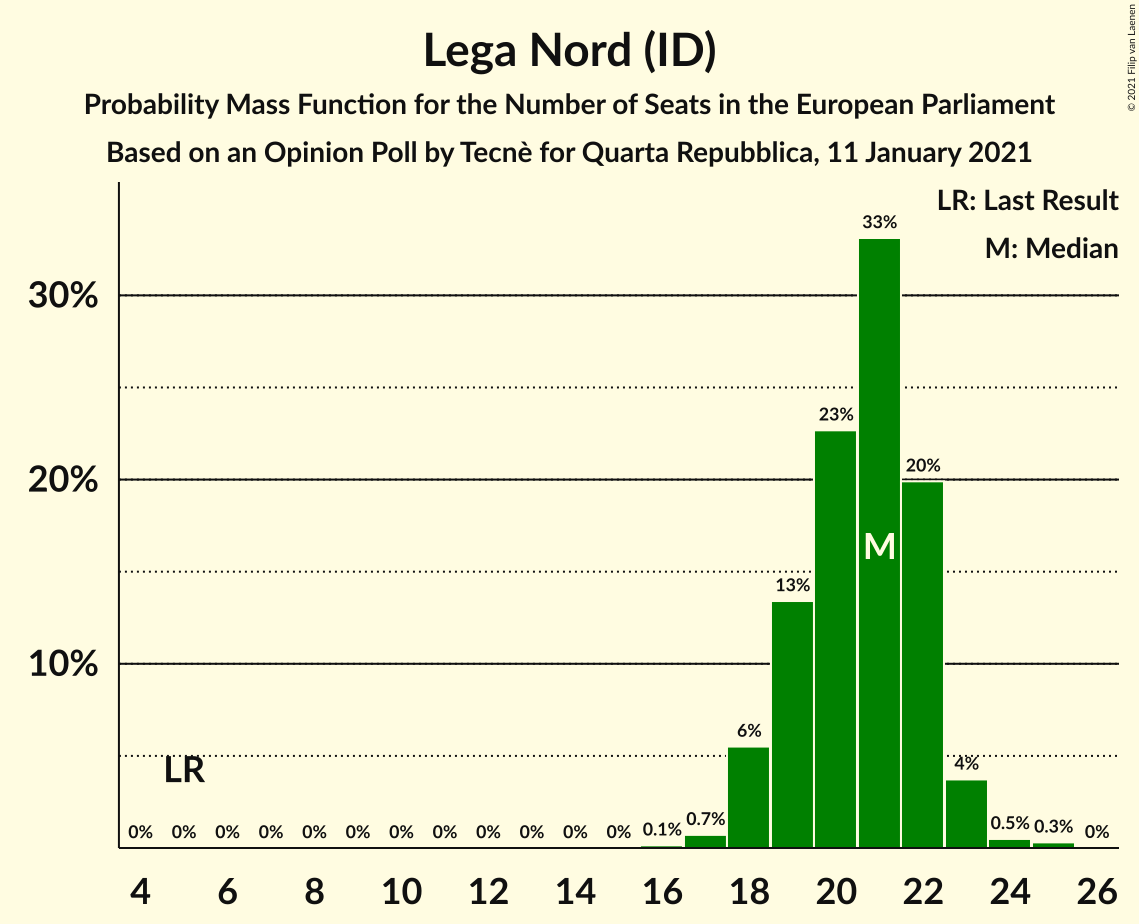 Lega Nord (ID)
Probability Mass Function for the Number of Seats in the European Parliament
Based on an Opinion Poll by Tecnè for Quarta Repubblica, 11 January 2021
© 2021 Filip van Laenen
LR: Last Result
M: Median
30%
20%
10%
33%
23%
20%
M
13%
6%
4%
LR
0% 0% 0% 0% 0% 0% 0% 0% 0% 0% 0% 0% 0.1% 0.7% 0.5% 0.3% 0%
4 6 8 10 12 14 16 18 20 22 24 26